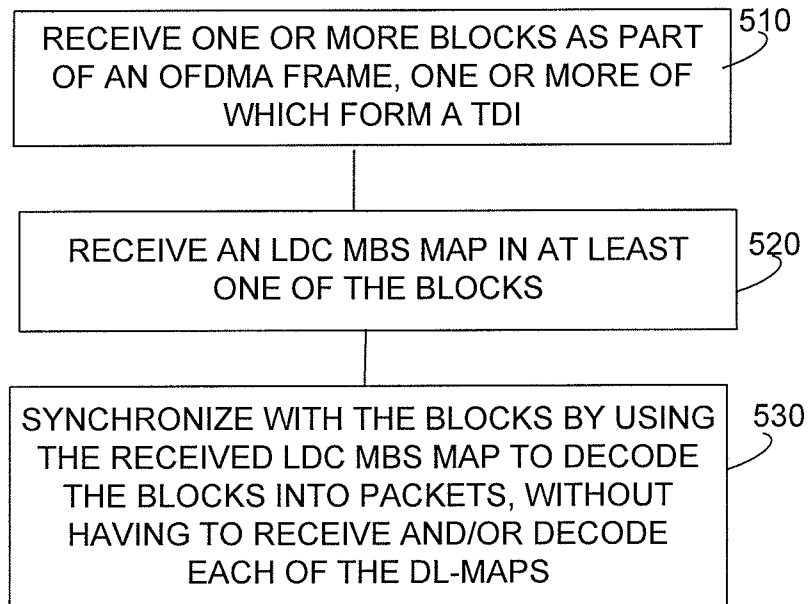 RECEIVE ONE OR MORE BLOCKS AS PART
OF AN OFDMA FRAME, ONE OR MORE OF
WHICH FORM A TDI
510
RECEIVE AN LDC MBS MAP IN AT LEAST
ONE OF THE BLOCKS
520
SYNCHRONIZE WITH THE BLOCKS BY USING
THE RECEIVED LDC MBS MAP TO DECODE
THE BLOCKS INTO PACKETS, WITHOUT
HAVING TO RECEIVE AND/OR DECODE
EACH OF THE DL-MAPS
530